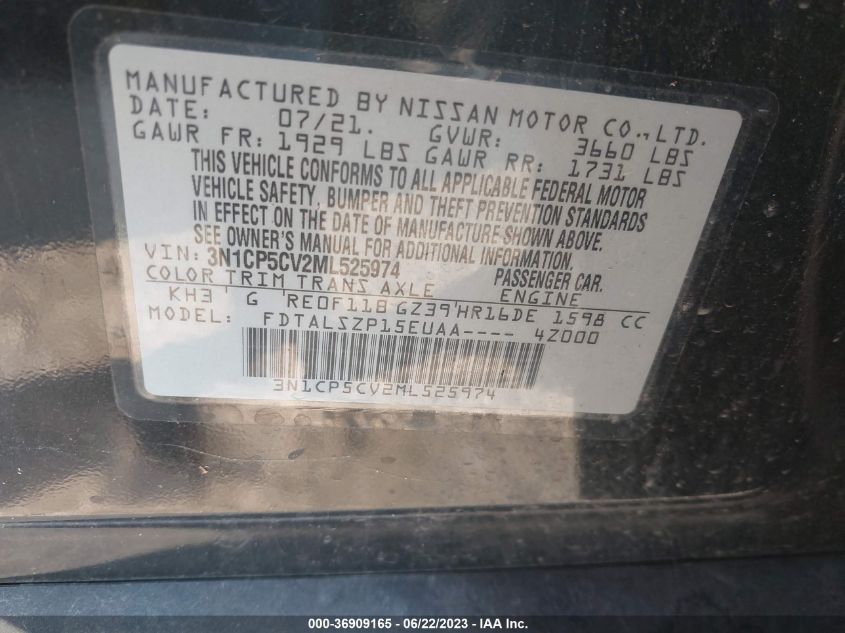 MANUFACTURED BY NISSAN MOTOR CO.,LTD.
DATE: 07/21. GVWR: 3660 LBS
GAWR FR: 1929 LBS GAWR RR: 1731 LBS
THIS VEHICLE CONFORMS TO ALL APPLICABLE FEDERAL MOTOR
VEHICLE SAFETY, BUMPER AND THEFT PREVENTION STANDARDS
IN EFFECT ON THE DATE OF MANUFACTURE SHOWN ABOVE.
SEE OWNER'S MANUAL FOR ADDITIONAL INFORMATION.
VIN: 3N1CP5CV2ML525974 PASSENGER CAR.
COLOR TRIM TRANS AXLE ENGINE
KH3 ' G 'RE0F11B GZ39'HR16DE 1598 CC
MODEL: FDTALSZP15EUAA---- 4Z000
3N1CP5CV2ML525974
000-36909165 - 06/22/2023 - © IAA, Inc.